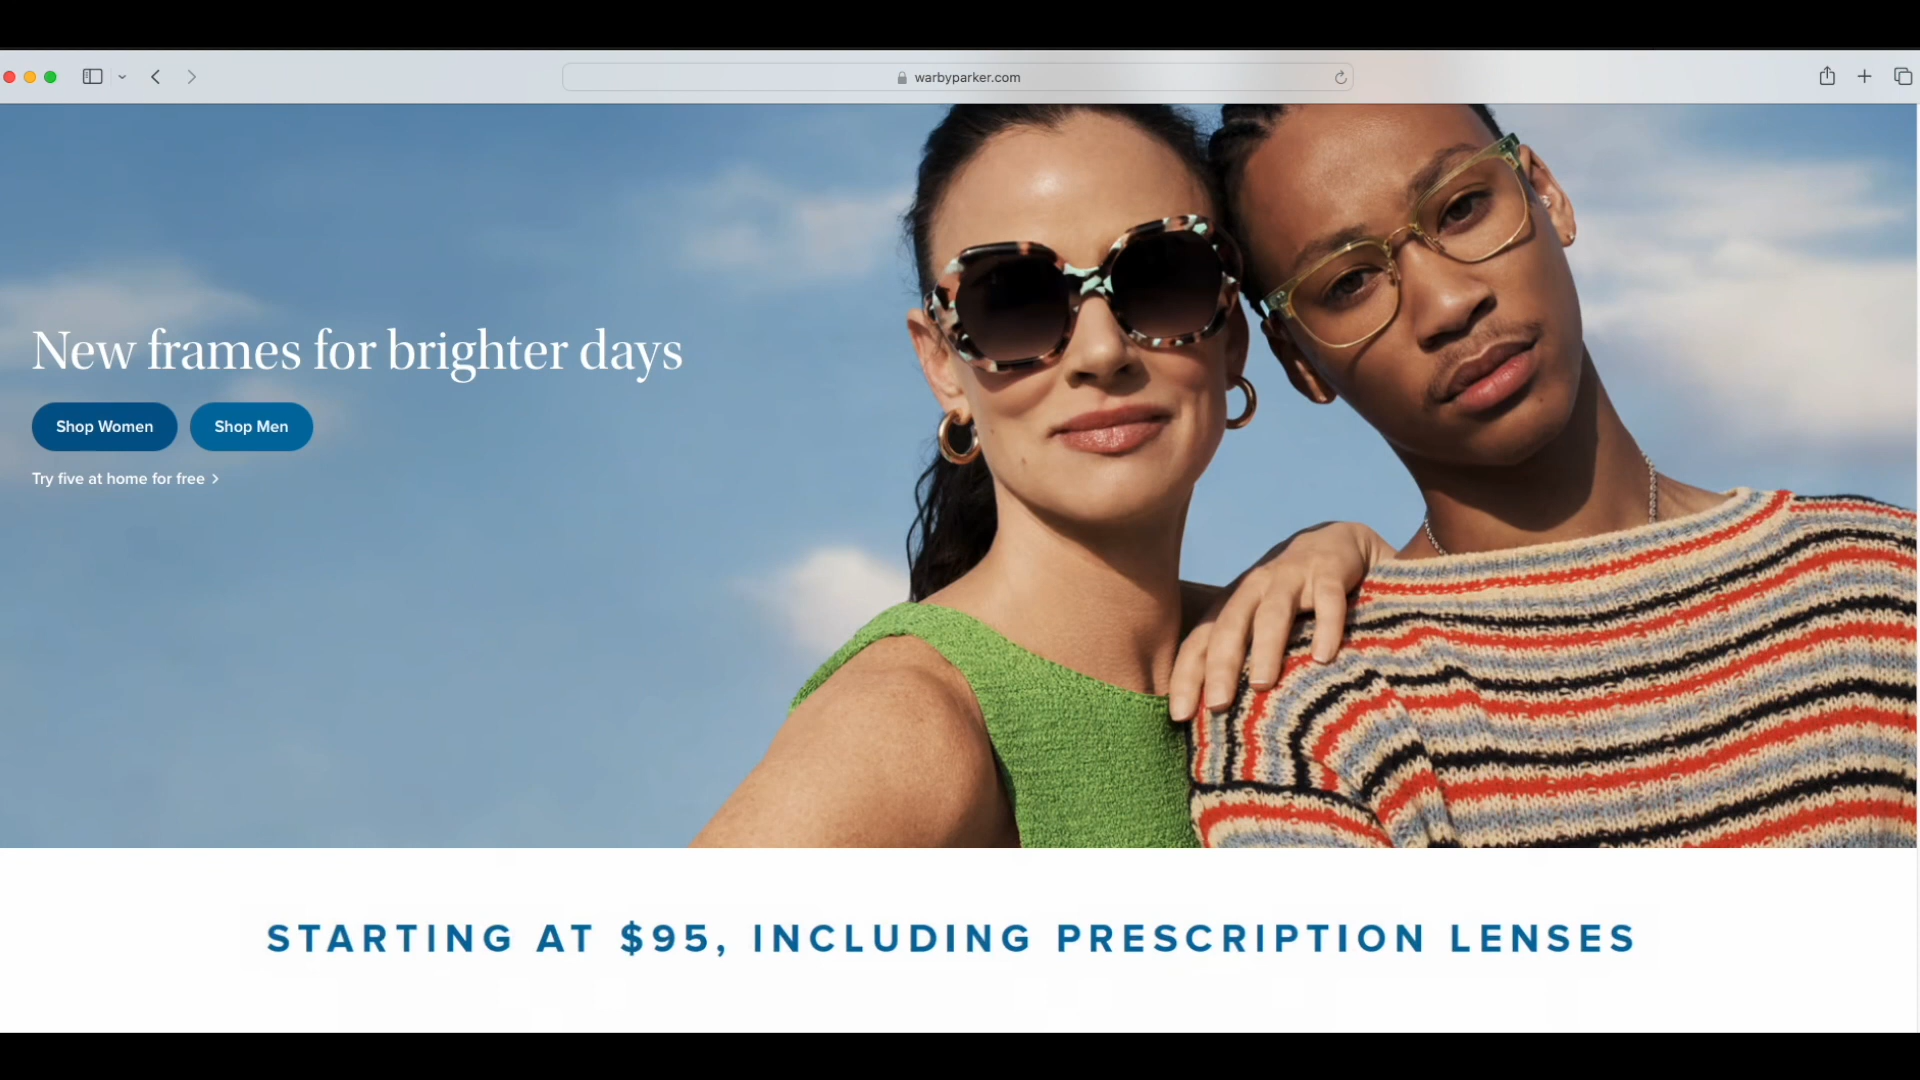 warbyparker.com
New frames for brighter days
Shop Women
Shop Men
Try five at home for free >
STARTING AT $95, INCLUDING PRESCRIPTION LENSES